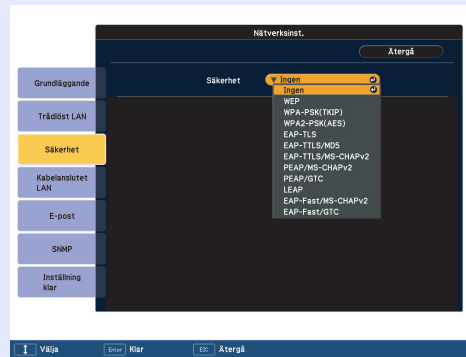 Nätverksinst.
Återgå
Säkerhet
Ingen
Ingen
WEP
WPA-PSK(TKIP)
WPA2-PSK(AES)
EAP-TLS
EAP-TTLS/MD5
EAP-TTLS/MS-CHAPv2
PEAP/MS-CHAPv2
PEAP/GTC
LEAP
EAP-Fast/MS-CHAPv2
EAP-Fast/GTC
Grundläggande
Trådlöst LAN
Säkerhet
Kabelanslutet
LAN
E-post
SNMP
Inställning
klar
Välja Enter Klar ESC Återgå